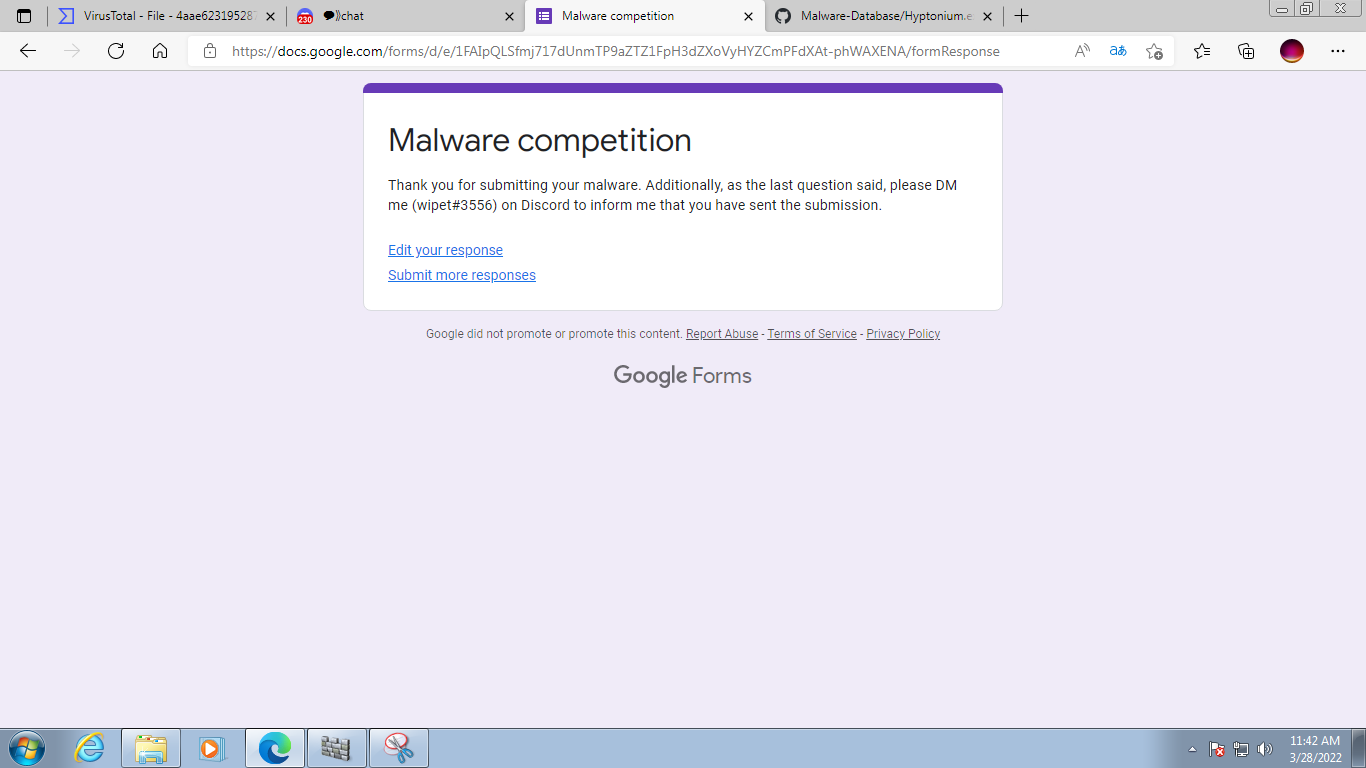 VirusTotal - File - 4aae62319528
230
chat
Malware competition
Malware-Database/Hyptonium.e
https://docs.google.com/forms/d/e/1FAIpQLSfmj717dUnmTP9aZTZ1FpH3dZXoVyHYZCmPFdXAt-phWAXENA/formResponse
Malware competition
Thank you for submitting your malware. Additionally, as the last question said, please DM
me (wipet#3556) on Discord to inform me that you have sent the submission.
Edit your response
Submit more responses
Google did not promote or promote this content. Report Abuse - Terms of Service - Privacy Policy
Google Forms
11:42 AM
3/28/2022